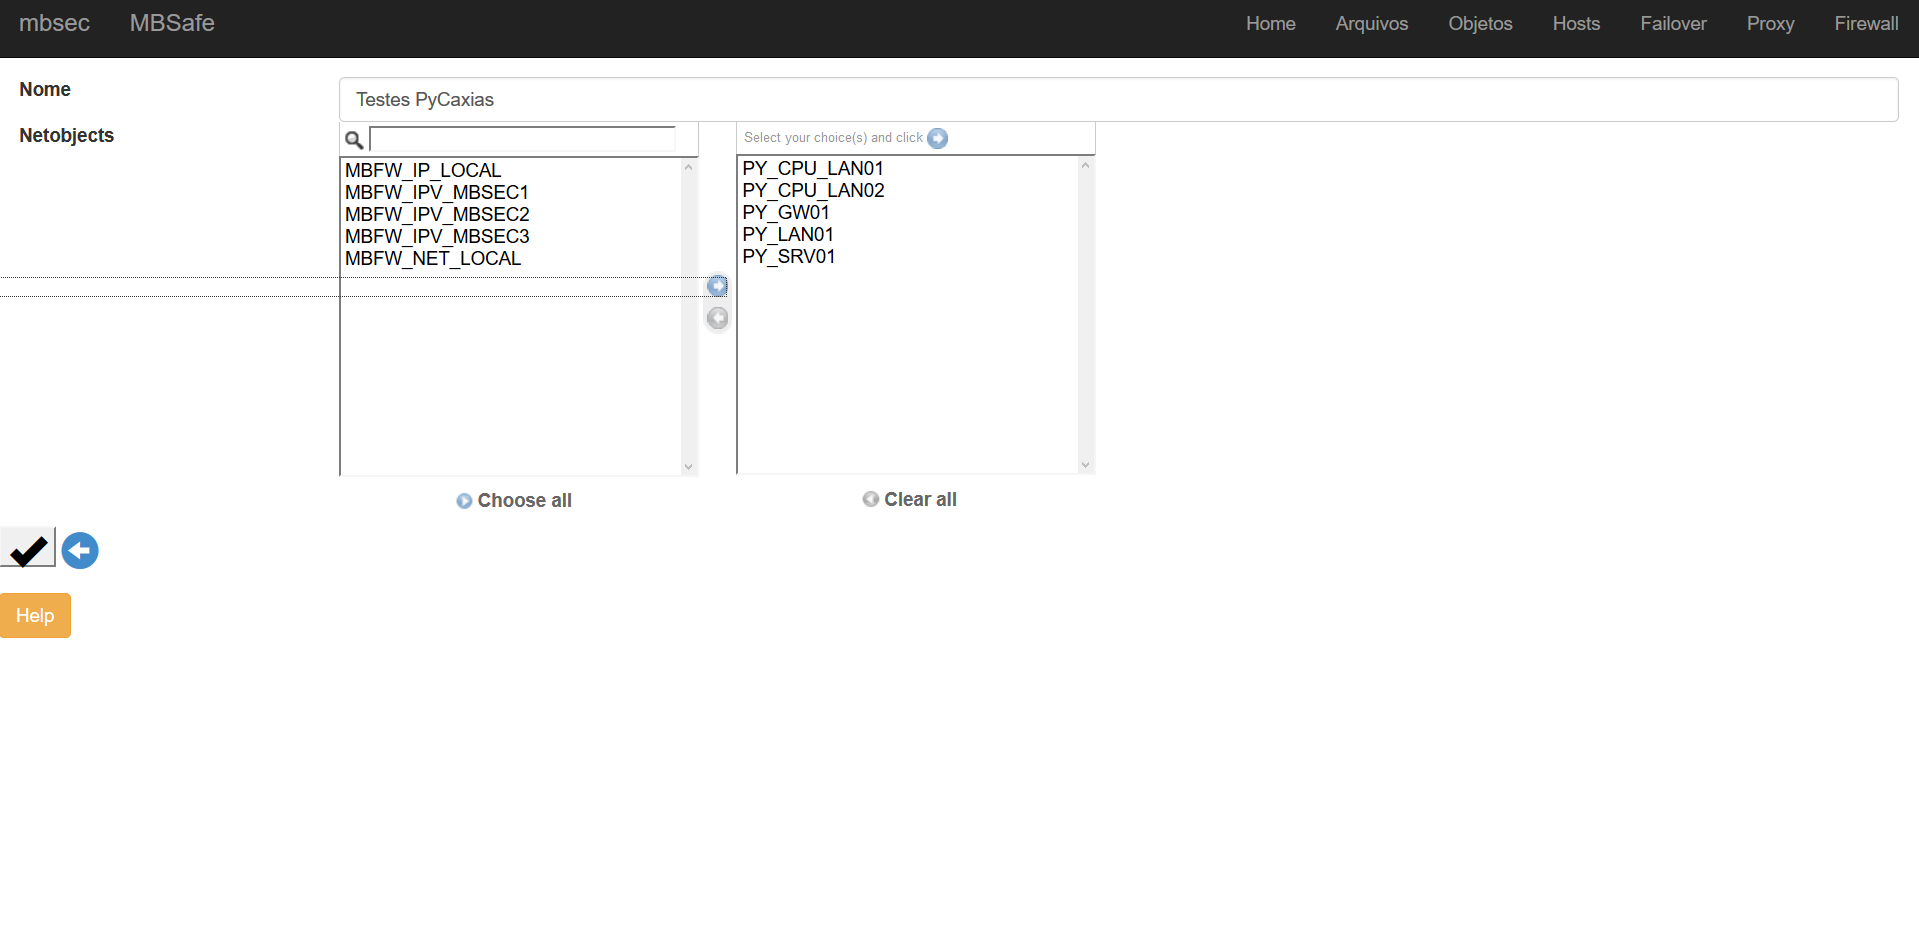 mbsec MBSafe Home Arquivos Objetos Hosts Failover Proxy Firewall
Nome
Testes PyCaxias
Netobjects
Select your choice(s) and click
MBFW_IP_LOCAL
MBFW_IPV_MBSEC1
MBFW_IPV_MBSEC2
MBFW_IPV_MBSEC3
MBFW_NET_LOCAL
PY_CPU_LAN01
PY_CPU_LAN02
PY_GW01
PY_LAN01
PY_SRV01
Choose all
Clear all
Help